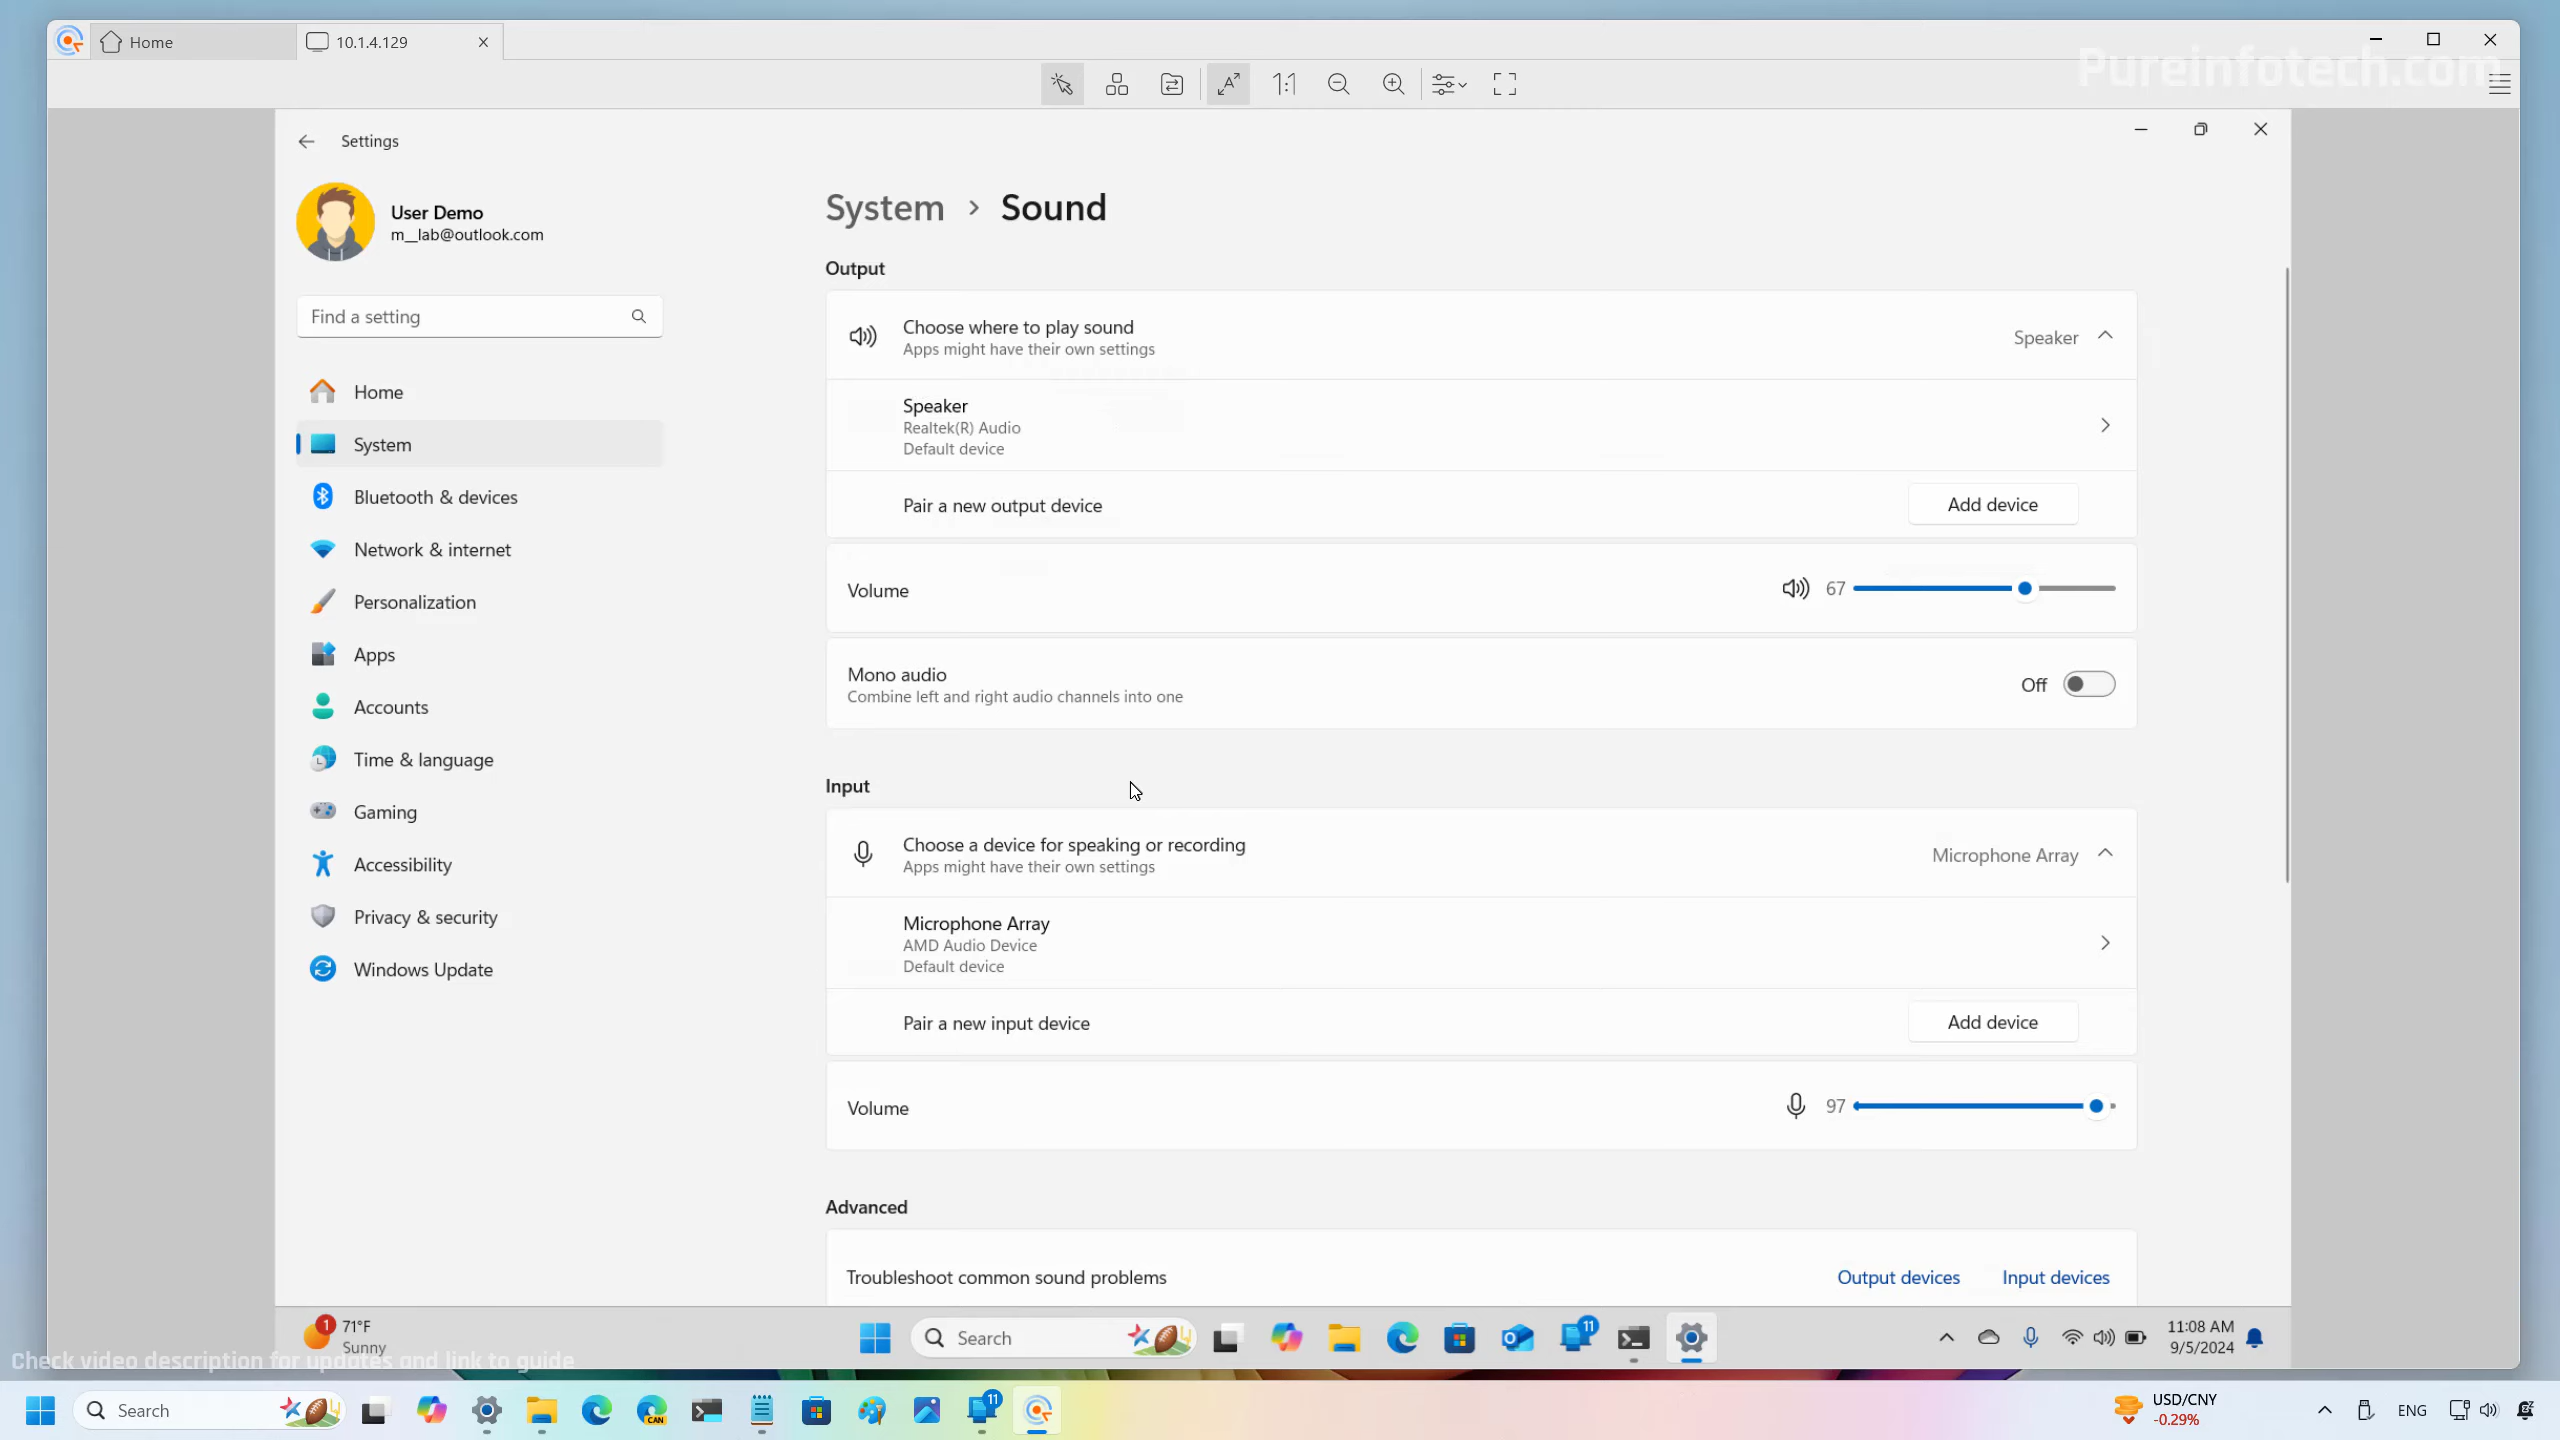 Home
10.1.4.129
Pureinfotech.com
1:1
Settings
User Demo
m__lab@outlook.com
Find a setting
Home
System
Bluetooth & devices
Network & internet
Personalization
Apps
Accounts
Time & language
Gaming
Accessibility
Privacy & security
Windows Update
System > Sound
Output
Choose where to play sound
Apps might have their own settings
Speaker
Speaker
Realtek(R) Audio
Default device
Pair a new output device
Add device
Volume
67
Mono audio
Combine left and right audio channels into one
Off
Input
Choose a device for speaking or recording
Apps might have their own settings
Microphone Array
Microphone Array
AMD Audio Device
Default device
Pair a new input device
Add device
Volume
97
Advanced
Troubleshoot common sound problems
Output devices
Input devices
1
71°F
Sunny
Search
11
11:08 AM
9/5/2024
Check video description for updates and link to guide
Search
CAN
11
USD/CNY
-0.29%
ENG